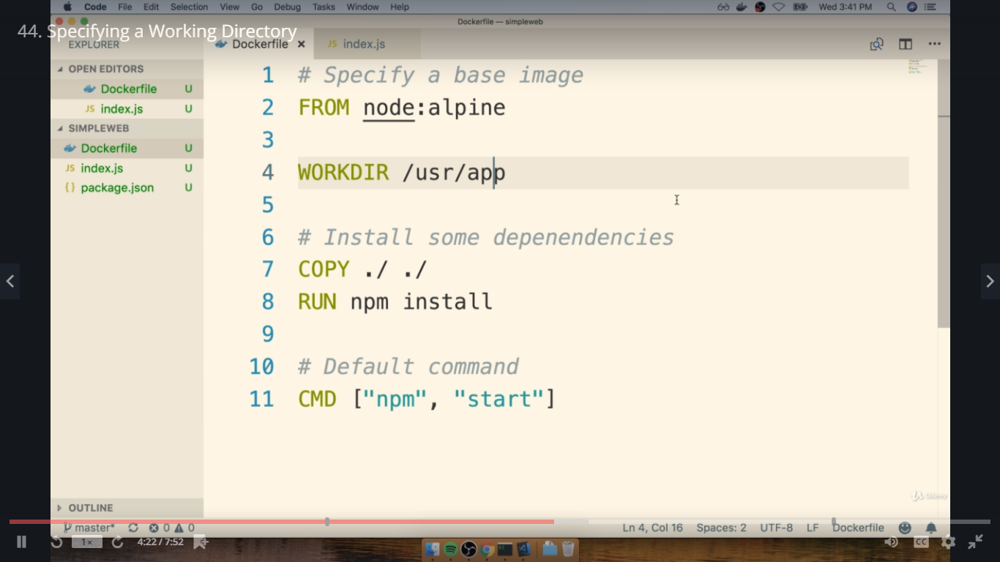 Code File Edit Selection View Go Debug Tasks Window Help Wed 3:41 PM
Dockerfile — simpleweb
44. Specifying a Working Directory
EXPLORER
Dockerfile ×
JS index.js
OPEN EDITORS
Dockerfile U
JS index.js U
SIMPLEWEB
Dockerfile U
JS index.js U
{} package.json U
OUTLINE
1 # Specify a base image
2 FROM node:alpine
3
4 WORKDIR /usr/app
5
6 # Install some depenendencies
7 COPY ./ ./
8 RUN npm install
9
10 # Default command
11 CMD ["npm", "start"]
Udemy
master* 0 0 Ln 4, Col 16 Spaces: 2 UTF-8 LF Dockerfile
1× 4:22 / 7:52 CC